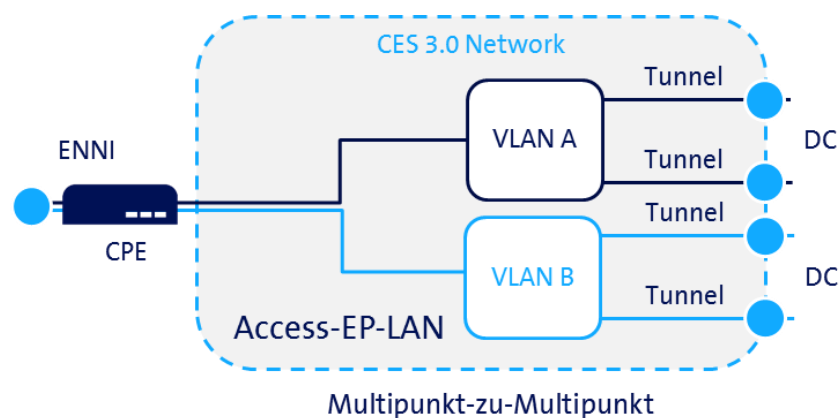 CES 3.0 Network
Tunnel
ENNI
VLAN A
DC
Tunnel
CPE
Tunnel
VLAN B
DC
Tunnel
Access-EP-LAN
Multipunkt-zu-Multipunkt